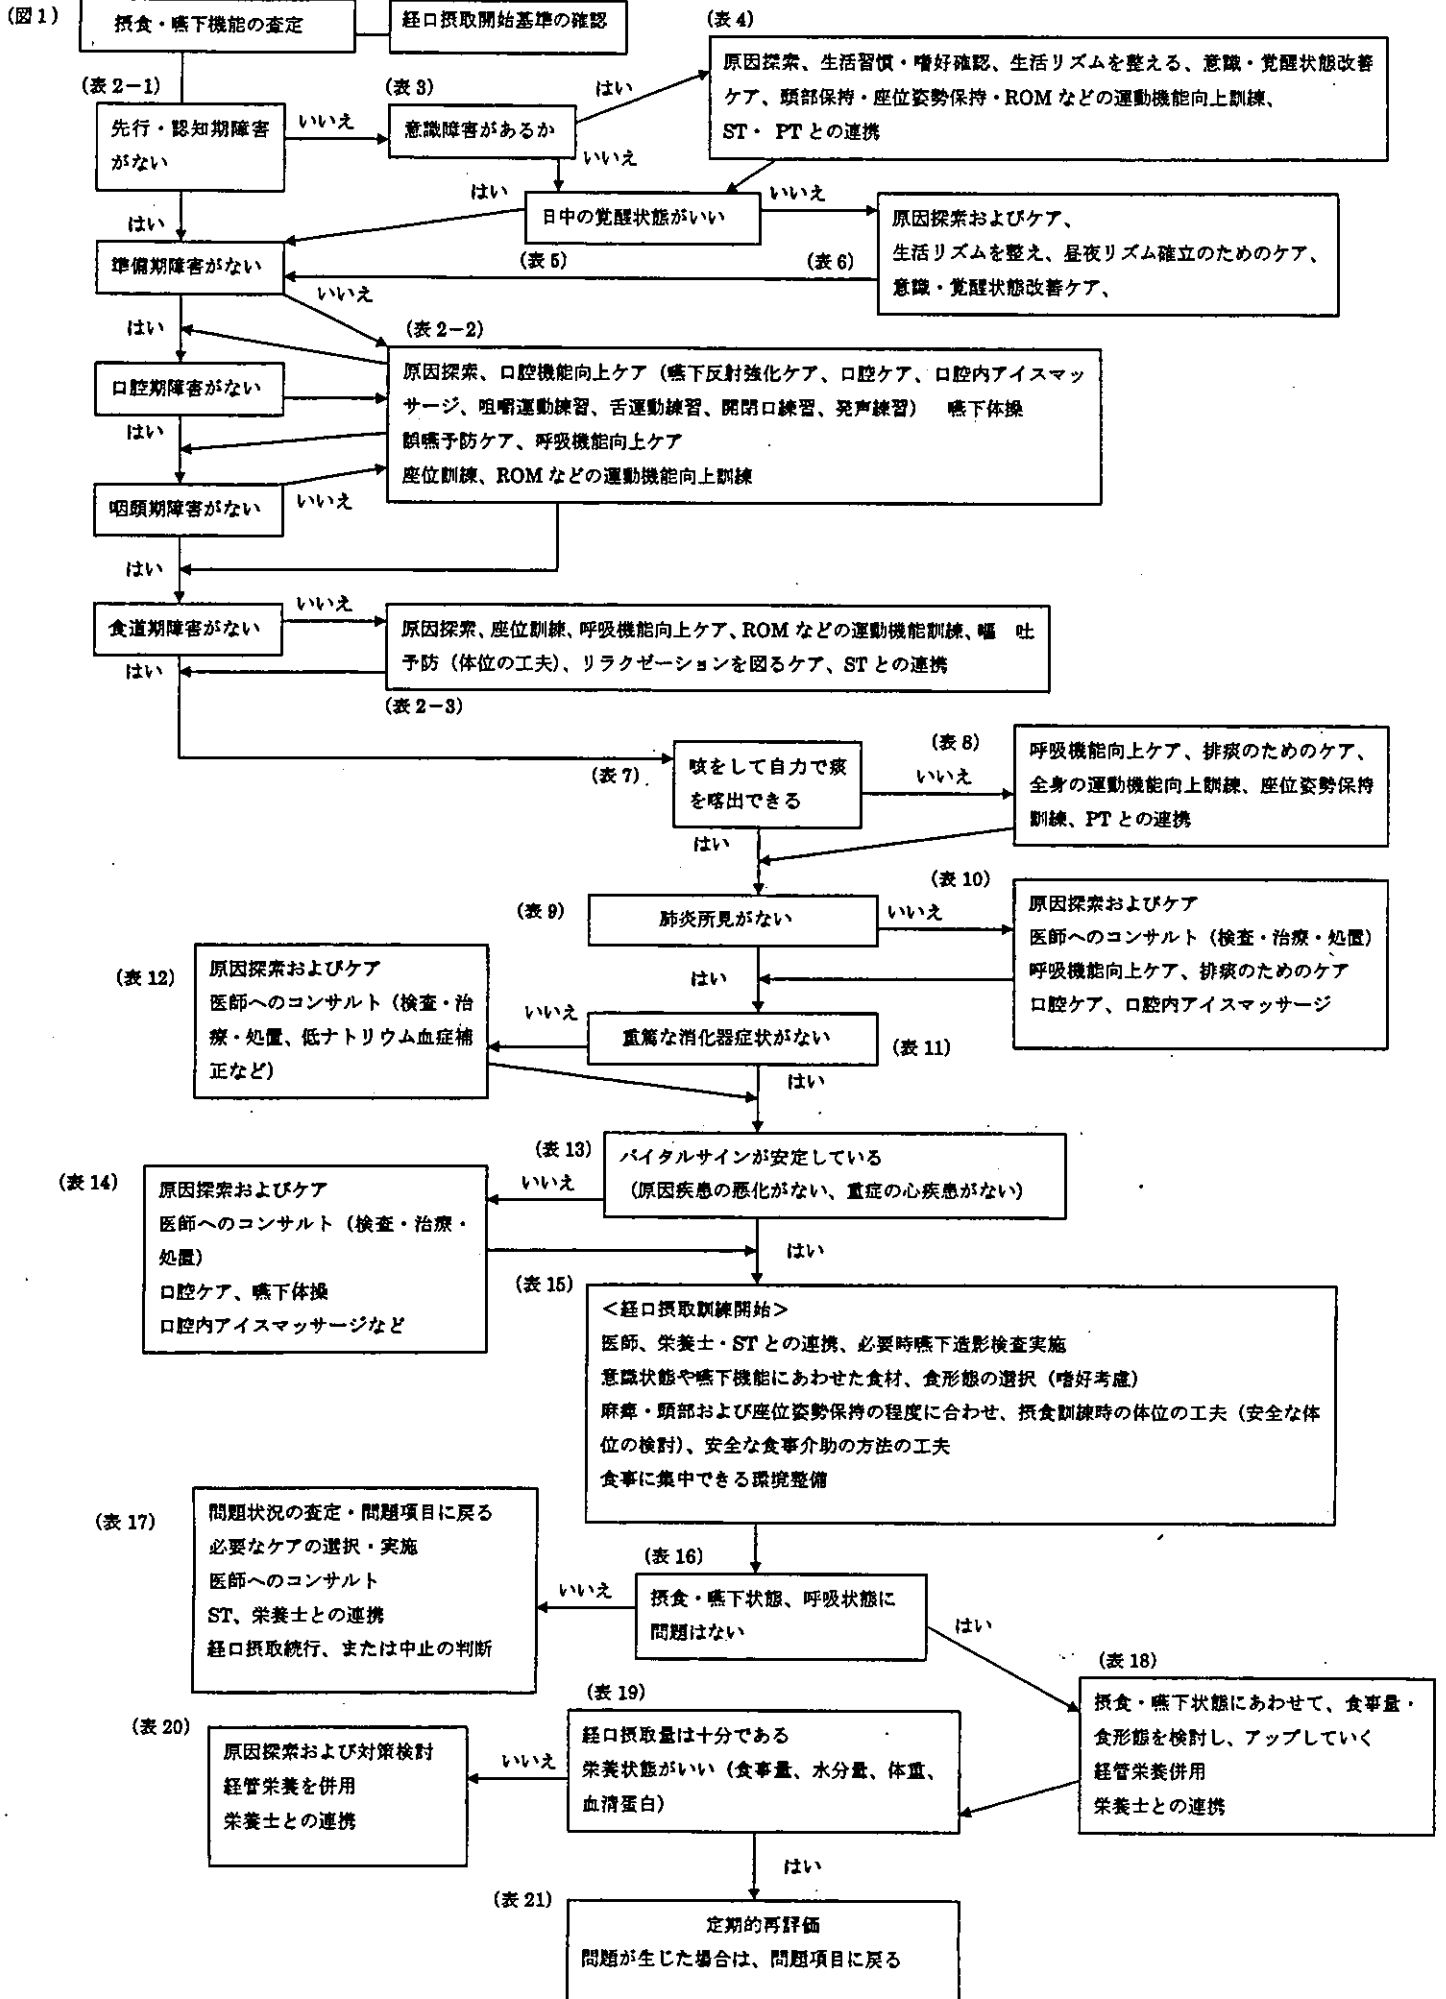 (図1)
摂食・嚥下機能の査定
経口摂取開始基準の確認
(表4)
原因探索、生活習慣・嗜好確認、生活リズムを整える、意識・覚醒状態改善
ケア、頭部保持・座位姿勢保持・ROMなどの運動機能向上訓練、
ST・ PTとの連携
(表2-1)
先行・認知期障害
がない
いいえ
はい
(表3)
意識障害があるか
はい
いいえ
日中の覚醒状態がいい
はい
いいえ
(表5)
(表6)
原因探索およびケア、
生活リズムを整え、昼夜リズム確立のためのケア、
意識・覚醒状態改善ケア、
準備期障害がない
いいえ
はい
(表2-2)
原因探索、口腔機能向上ケア(嚥下反射強化ケア、口腔ケア、口腔内アイスマッ
サージ、咀嚼運動練習、舌運動練習、開閉口練習、発声練習) 嚥下体操
誤嚥予防ケア、呼吸機能向上ケア
座位訓練、ROMなどの運動機能向上訓練
口腔期障害がない
はい
咽頭期障害がない
いいえ
はい
食道期障害がない
いいえ
はい
原因探索、座位訓練、呼吸機能向上ケア、ROMなどの運動機能訓練、嘔 吐
予防(体位の工夫)、リラクゼーションを図るケア、STとの連携
(表2-3)
(表7)
咳をして自力で痰
を喀出できる
いいえ
はい
(表8)
呼吸機能向上ケア、排痰のためのケア、
全身の運動機能向上訓練、座位姿勢保持
訓練、PTとの連携
(表9)
肺炎所見がない
いいえ
はい
(表10)
原因探索およびケア
医師へのコンサルト(検査・治療・処置)
呼吸機能向上ケア、排痰のためのケア
口腔ケア、口腔内アイスマッサージ
(表11)
重篤な消化器症状がない
いいえ
はい
(表12)
原因探索およびケア
医師へのコンサルト(検査・治
療・処置、低ナトリウム血症補
正など)
(表13)
バイタルサインが安定している
(原因疾患の悪化がない、重症の心疾患がない)
いいえ
はい
(表14)
原因探索およびケア
医師へのコンサルト(検査・治療・
処置)
口腔ケア、嚥下体操
口腔内アイスマッサージなど
(表15)
<経口摂取訓練開始>
医師、栄養士・STとの連携、必要時嚥下造影検査実施
意識状態や嚥下機能にあわせた食材、食形態の選択(嗜好考慮)
麻痺・頭部および座位姿勢保持の程度に合わせ、摂食訓練時の体位の工夫(安全な体
位の検討)、安全な食事介助の方法の工夫
食事に集中できる環境整備
(表16)
摂食・嚥下状態、呼吸状態に
問題はない
いいえ
はい
(表17)
問題状況の査定・問題項目に戻る
必要なケアの選択・実施
医師へのコンサルト
ST、栄養士との連携
経口摂取続行、または中止の判断
(表18)
摂食・嚥下状態にあわせて、食事量・
食形態を検討し、アップしていく
経管栄養併用
栄養士との連携
(表19)
経口摂取量は十分である
栄養状態がいい(食事量、水分量、体重、
血清蛋白)
いいえ
はい
(表20)
原因探索および対策検討
経管栄養を併用
栄養士との連携
(表21)
定期的再評価
問題が生じた場合は、問題項目に戻る